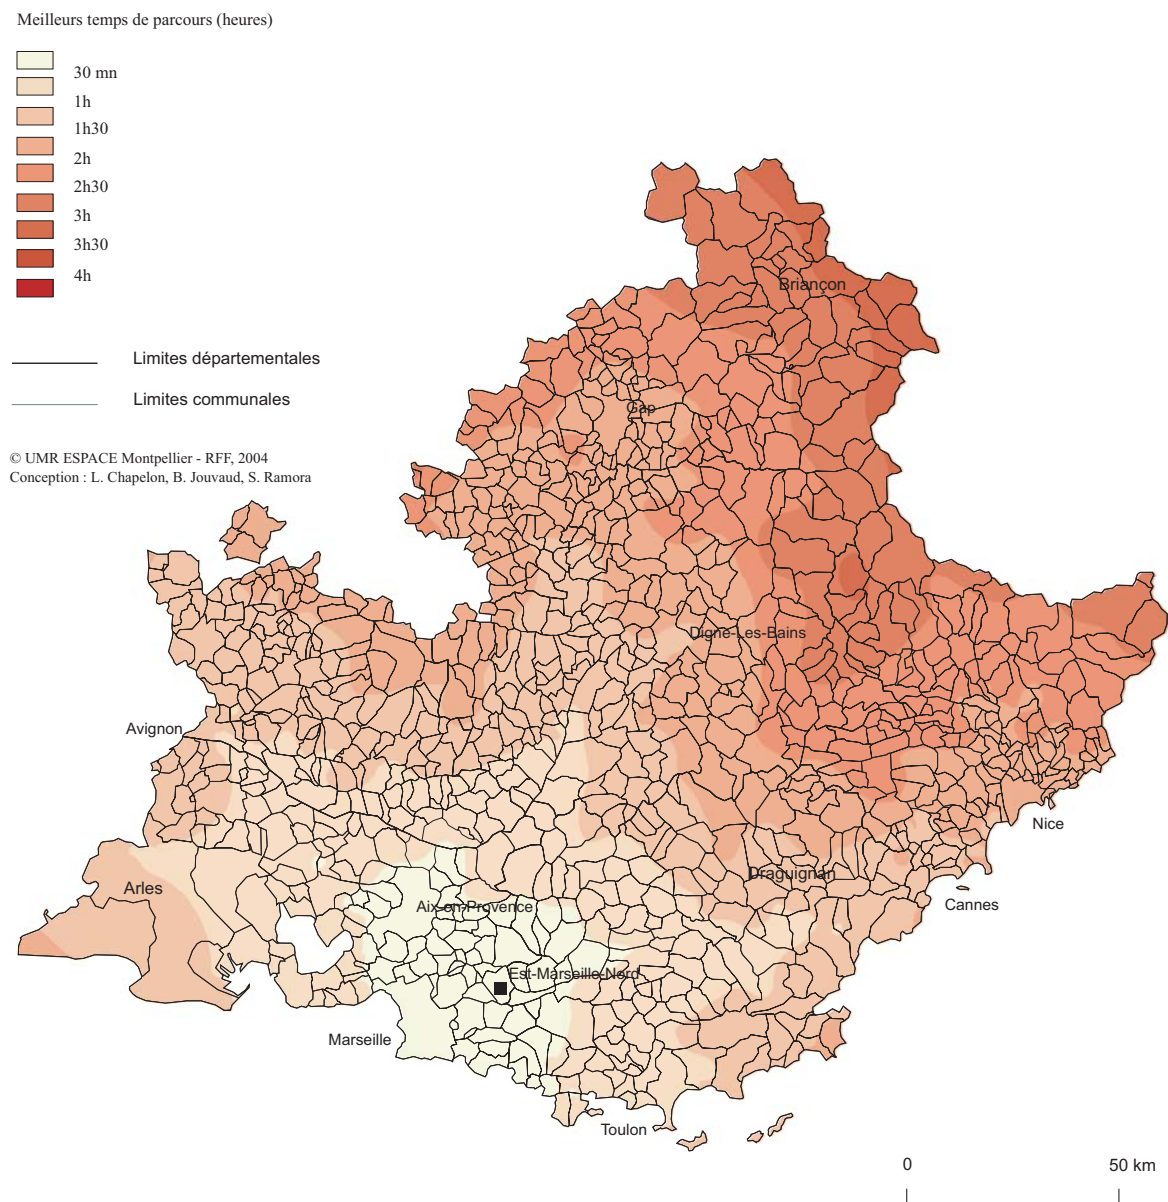 Meilleurs temps de parcours (heures)
30 mn
1h
1h30
2h
2h30
3h
3h30
4h
Limites départementales
Limites communales
© UMR ESPACE Montpellier - RFF, 2004
Conception : L. Chapelon, B. Jouvaud, S. Ramora
Briançon
Gap
Digne-Les-Bains
Avignon
Nice
Draguignan
Arles
Cannes
Aix-en-Provence
Est-Marseille-Nord
Marseille
Toulon
0 50 km